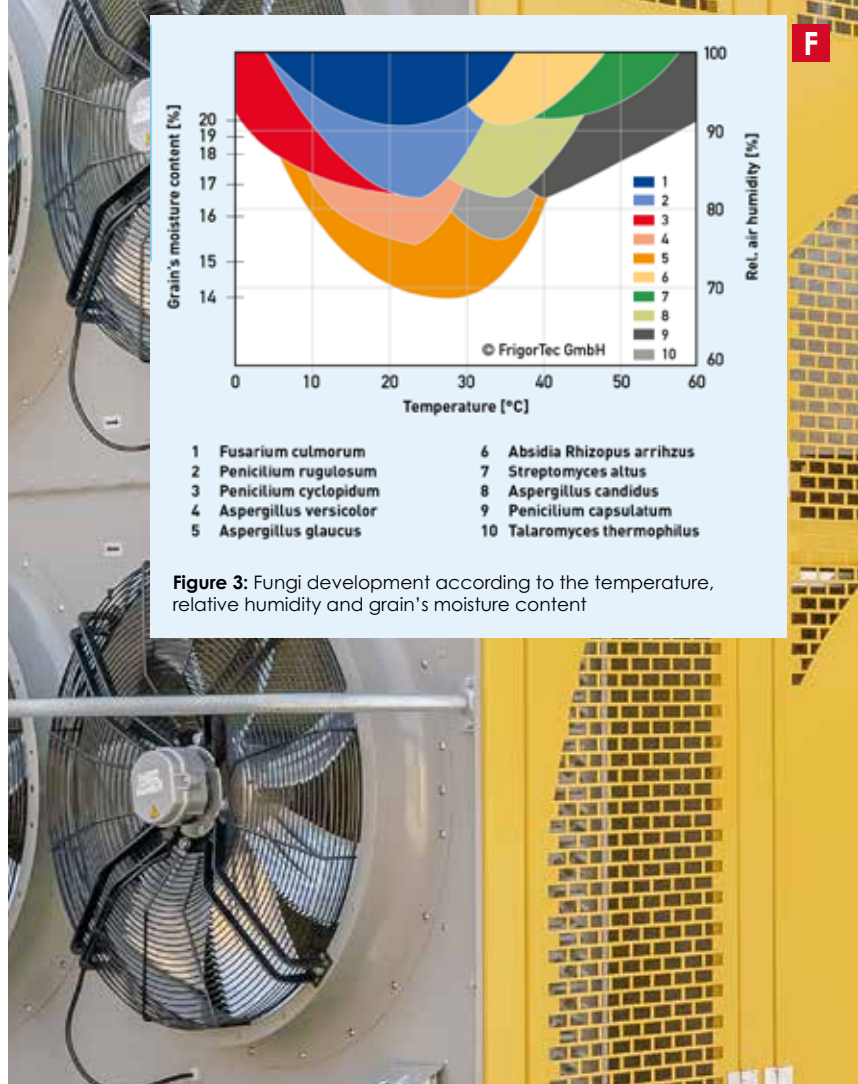 F
100
90
80
70
60
Rel. air humidity [%]
Grain's moisture content [%]
20
19
18
17
16
15
14
1
2
3
4
5
6
7
8
9
10
© FrigorTec GmbH
0 10 20 30 40 50 60
Temperature [°C]
1 Fusarium culmorum
2 Penicilium rugulosum
3 Penicilium cyclopidum
4 Aspergillus versicolor
5 Aspergillus glaucus
6 Absidia Rhizopus arrihzus
7 Streptomyces altus
8 Aspergillus candidus
9 Penicilium capsulatum
10 Talaromyces thermophilus
Figure 3: Fungi development according to the temperature,
relative humidity and grain's moisture content